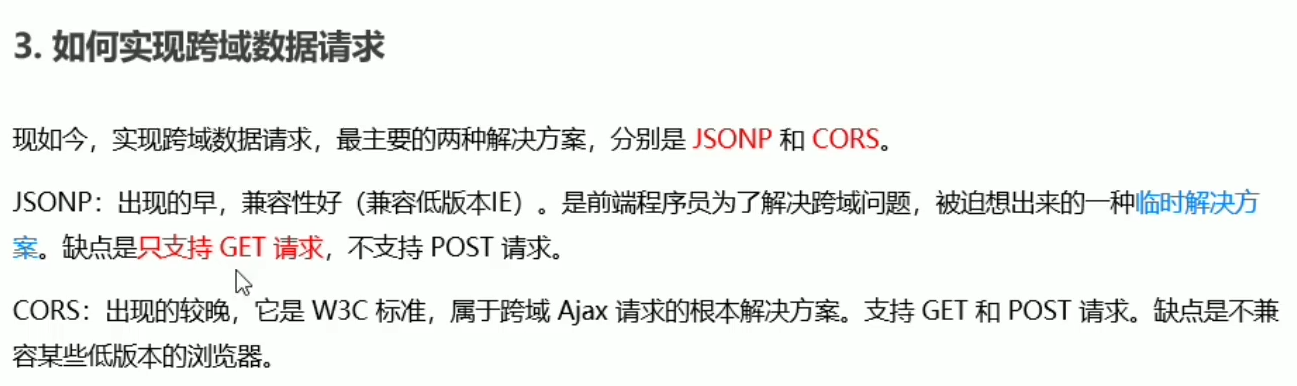 3. 如何实现跨域数据请求
现如今，实现跨域数据请求，最主要的两种解决方案，分别是 JSONP 和 CORS。
JSONP：出现的早，兼容性好（兼容低版本IE）。是前端程序员为了解决跨域问题，被迫想出来的一种临时解决方
案。缺点是只支持 GET 请求，不支持 POST 请求。
CORS：出现的较晚，它是 W3C 标准，属于跨域 Ajax 请求的根本解决方案。支持 GET 和 POST 请求。缺点是不兼
容某些低版本的浏览器。